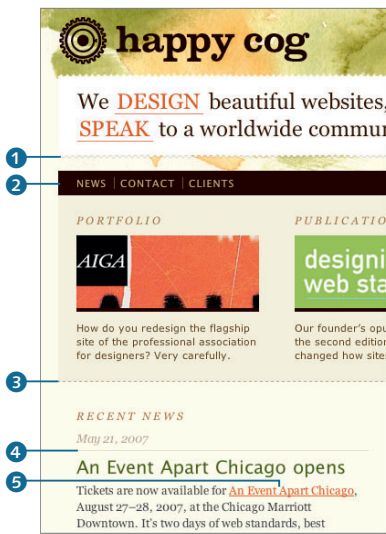 happy cog
We DESIGN beautiful websites,
SPEAK to a worldwide commun
1
2
NEWS CONTACT CLIENTS
PORTFOLIO
PUBLICATIO
AIGA
designi
web sta
How do you redesign the flagship
site of the professional association
for designers? Very carefully.
Our founder's opu
the second edition
changed how sites
3
RECENT NEWS
May 21, 2007
4
An Event Apart Chicago opens
5
Tickets are now available for An Event Apart Chicago,
August 27–28, 2007, at the Chicago Marriott
Downtown. It's two days of web standards, best